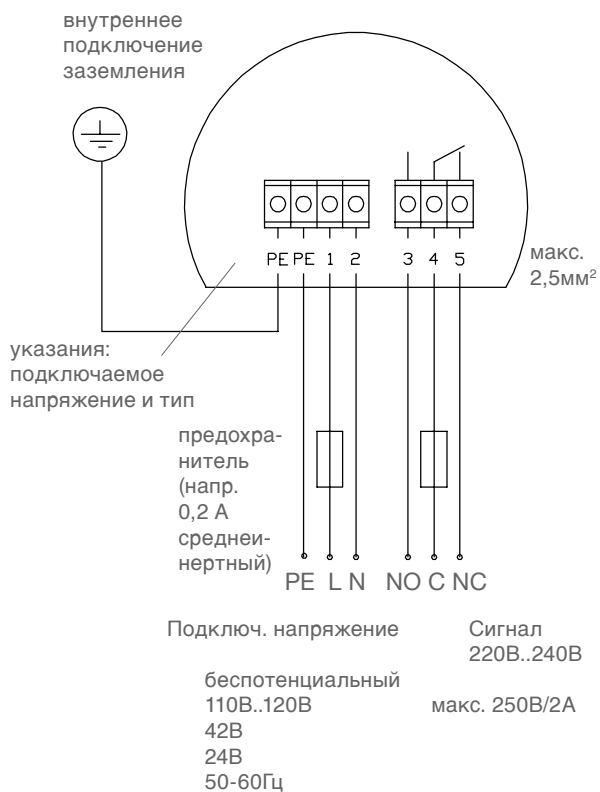 внутреннее
подключение
заземления
PE PE 1 2 3 4 5
макс.
2,5мм²
указания:
подключаемое
напряжение и тип
предохра-
нитель
(напр.
0,2 А
среднеи-
нертный)
PE L N NO C NC
Подключ. напряжение
Сигнал
220В..240В
беспотенциальный
110В..120В
макс. 250В/2А
42В
24В
50-60Гц